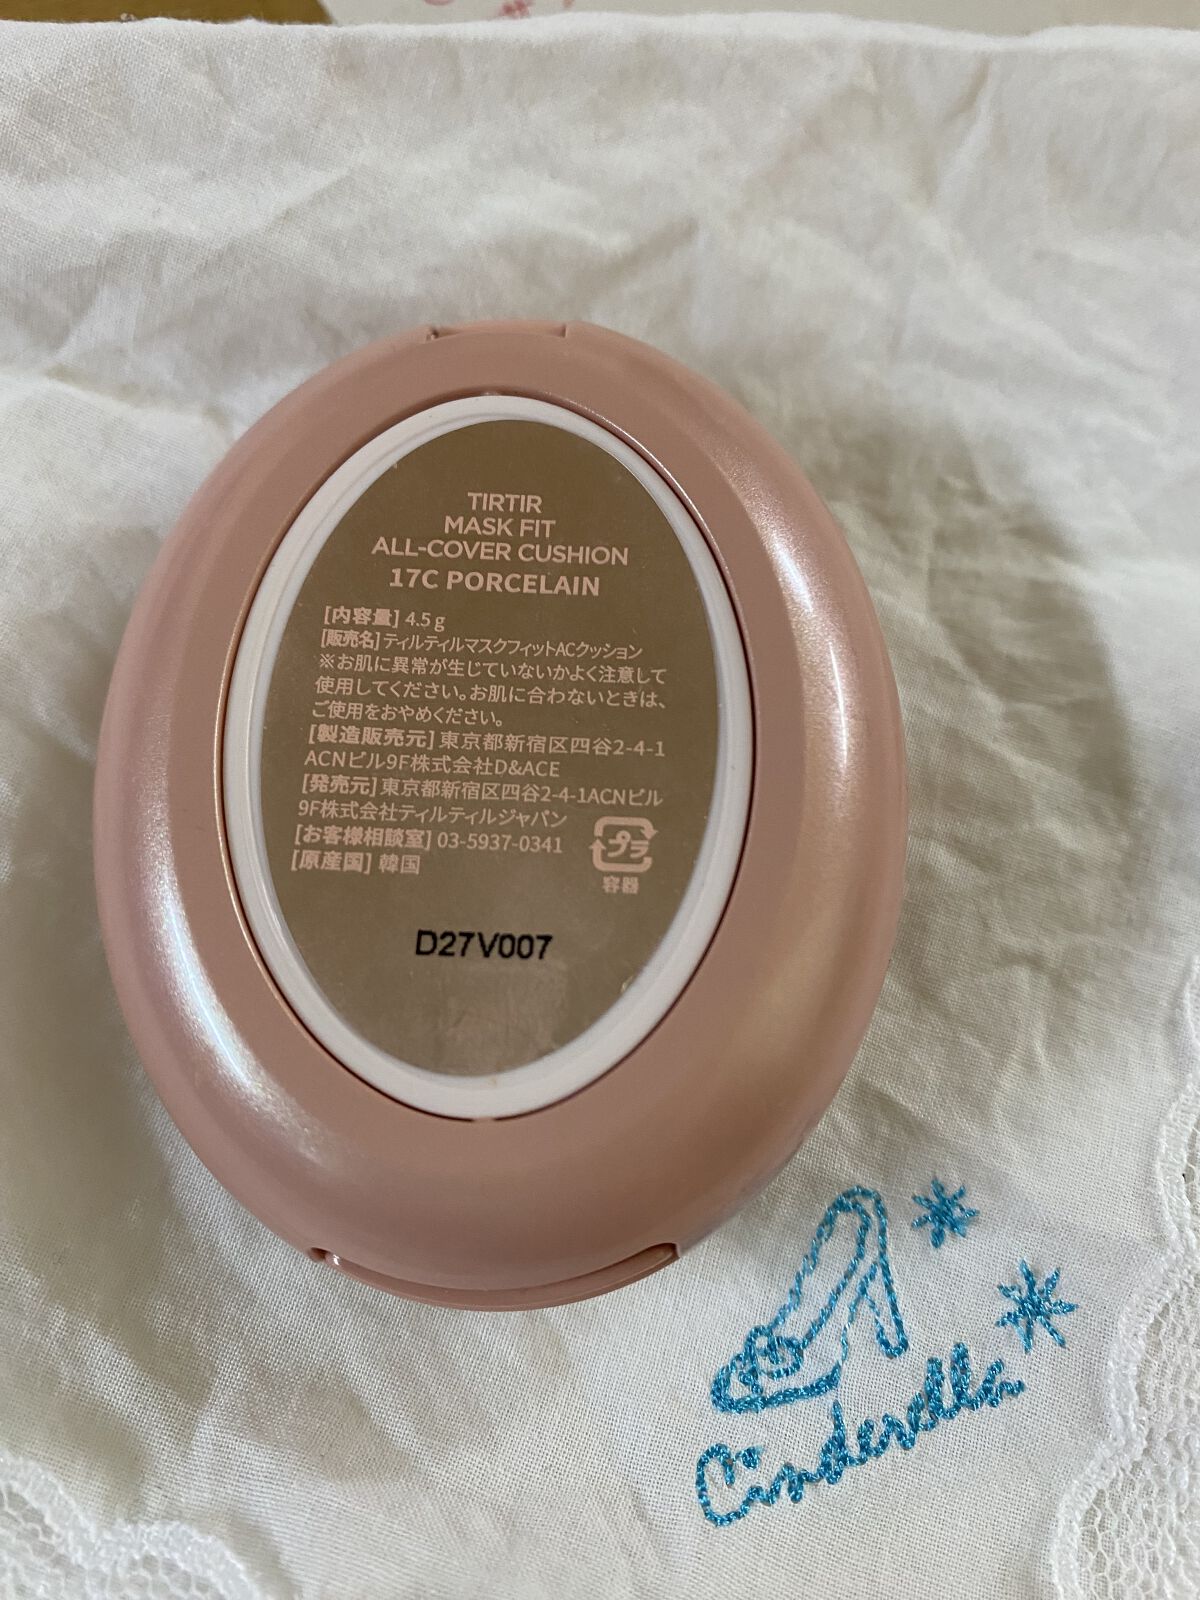 TIRTIR
MASK FIT
ALL-COVER CUSHION
17C PORCELAIN
[内容量] 4.5g
[販売名] ティルティルマスクフィットACクッション
※お肌に異常が生じていないかよく注意して
使用してください。お肌に合わないときは、
ご使用をおやめください。
[製造販売元] 東京都新宿区四谷2-4-1
ACNビル9F株式会社D&ACE
[発売元] 東京都新宿区四谷2-4-1ACNビル
9F株式会社ティルティルジャパン
[お客様相談室] 03-5937-0341
[原産国] 韓国
プラ
容器
D27V007
Cinderella